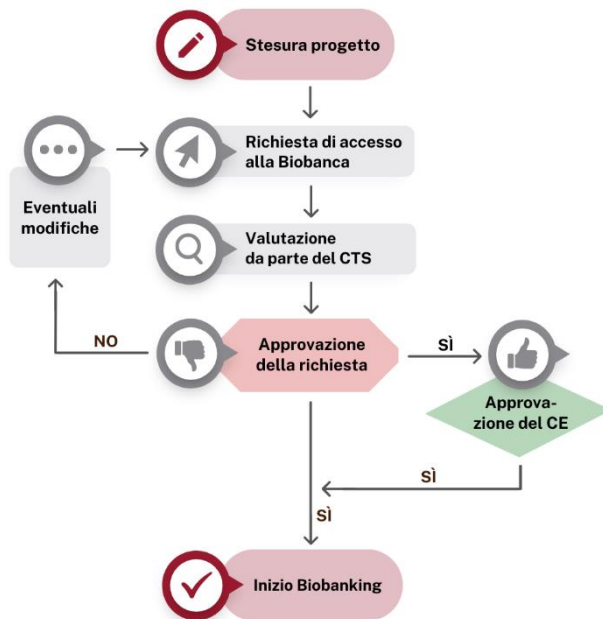 Stesura progetto
Richiesta di accesso
alla Biobanca
Eventuali
modifiche
Valutazione
da parte del CTS
NO
Approvazione
della richiesta
SÌ
Approva-
zione del CE
SÌ
SÌ
Inizio Biobanking